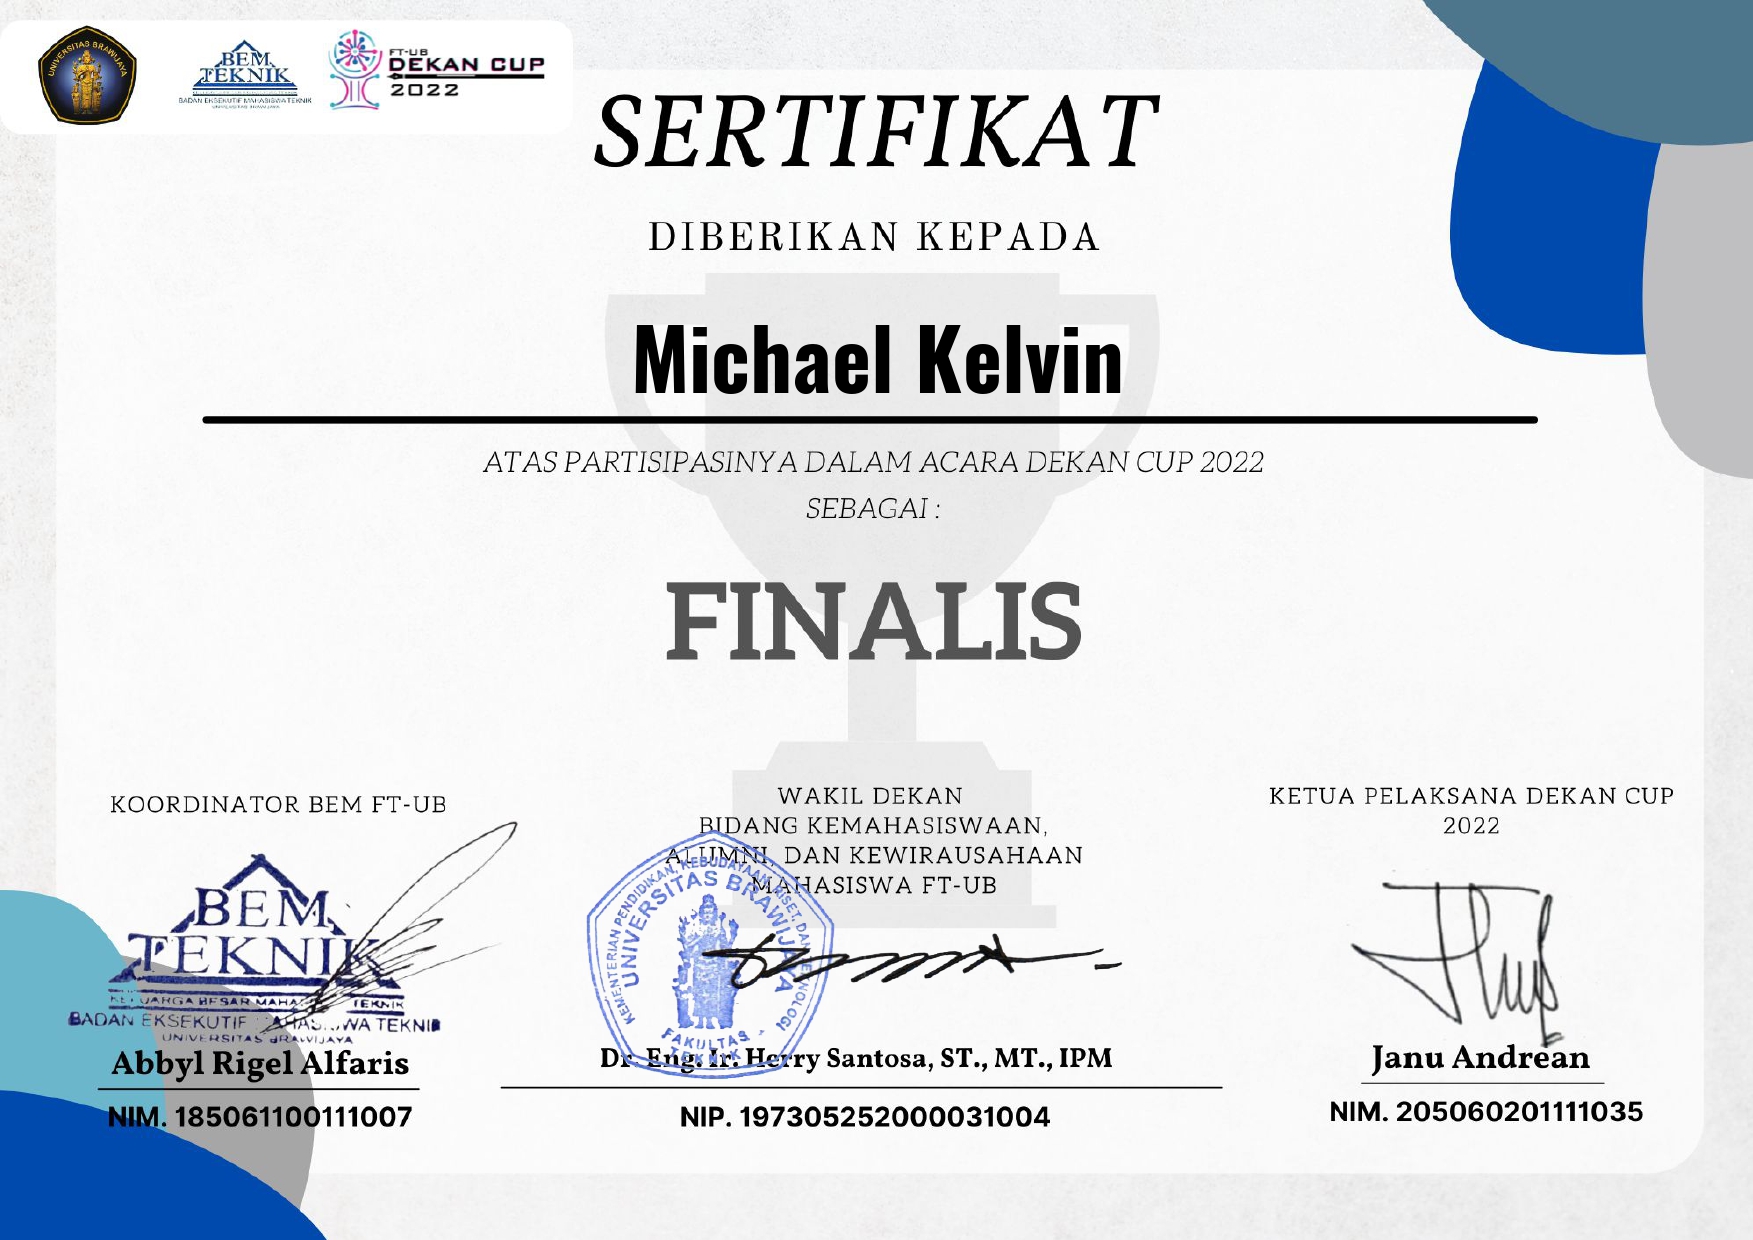 UNIVERSITAS BRAWIJAYA
BEM
TEKNIK
BADAN EKSEKUTIF MAHASISWA TEKNIK
FT-UB
DEKAN CUP
2022
SERTIFIKAT
DIBERIKAN KEPADA
Michael Kelvin
ATAS PARTISIPASINYA DALAM ACARA DEKAN CUP 2022
SEBAGAI :
FINALIS
KOORDINATOR BEM FT-UB
BEM
TEKNIK
KELUARGA BESAR MAHA TEKNIK
BADAN EKSEKUTIF MAHASISWA TEKNIK
UNIVERSITAS BRAWIJAYA
Abbyl Rigel Alfaris
NIM. 185061100111007
WAKIL DEKAN
BIDANG KEMAHASISWAAN,
ALUMNI, DAN KEWIRAUSAHAAN
MAHASISWA FT-UB
KEMENTERIAN PENDIDIKAN, KEBUDAYAAN, RISET, DAN TEKNOLOGI
UNIVERSITAS BRAWIJAYA
FAKULTAS
TEKNIK
Dr. Eng. Ir. Herry Santosa, ST., MT., IPM
NIP. 197305252000031004
KETUA PELAKSANA DEKAN CUP
2022
Janu Andrean
NIM. 205060201111035